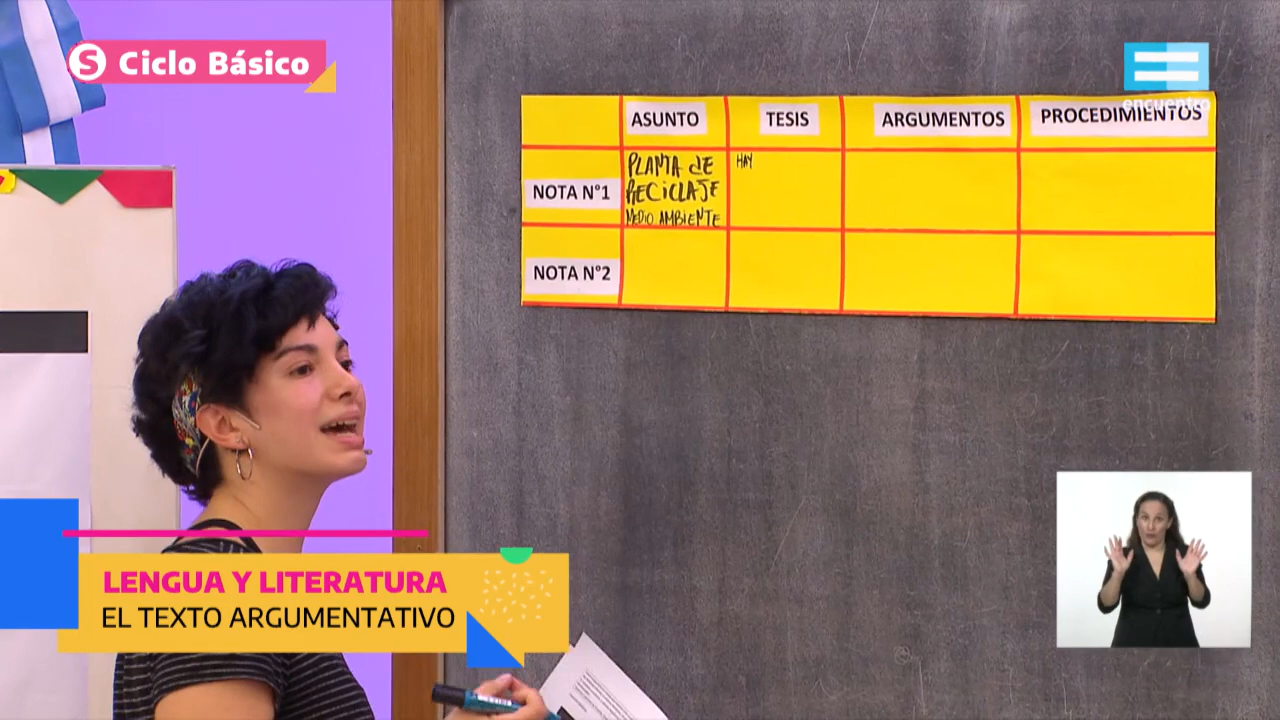 S Ciclo Básico
encuentro
ASUNTO TESIS ARGUMENTOS PROCEDIMIENTOS
NOTA N°1 PLANTA DE HAY
RECICLAJE
MEDIO AMBIENTE
NOTA N°2
LENGUA Y LITERATURA
EL TEXTO ARGUMENTATIVO